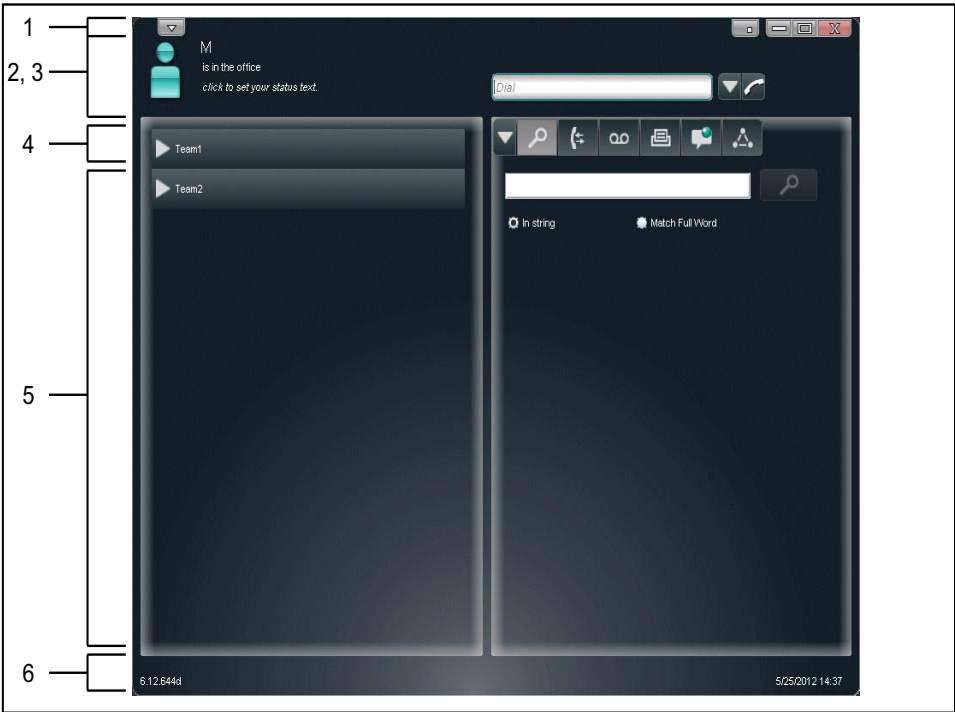 1
2, 3
M
is in the office
click to set your status text.
Dial
4
Team1
Team2
In string
Match Full Word
5
6
6.12.644d
5/25/2012 14:37